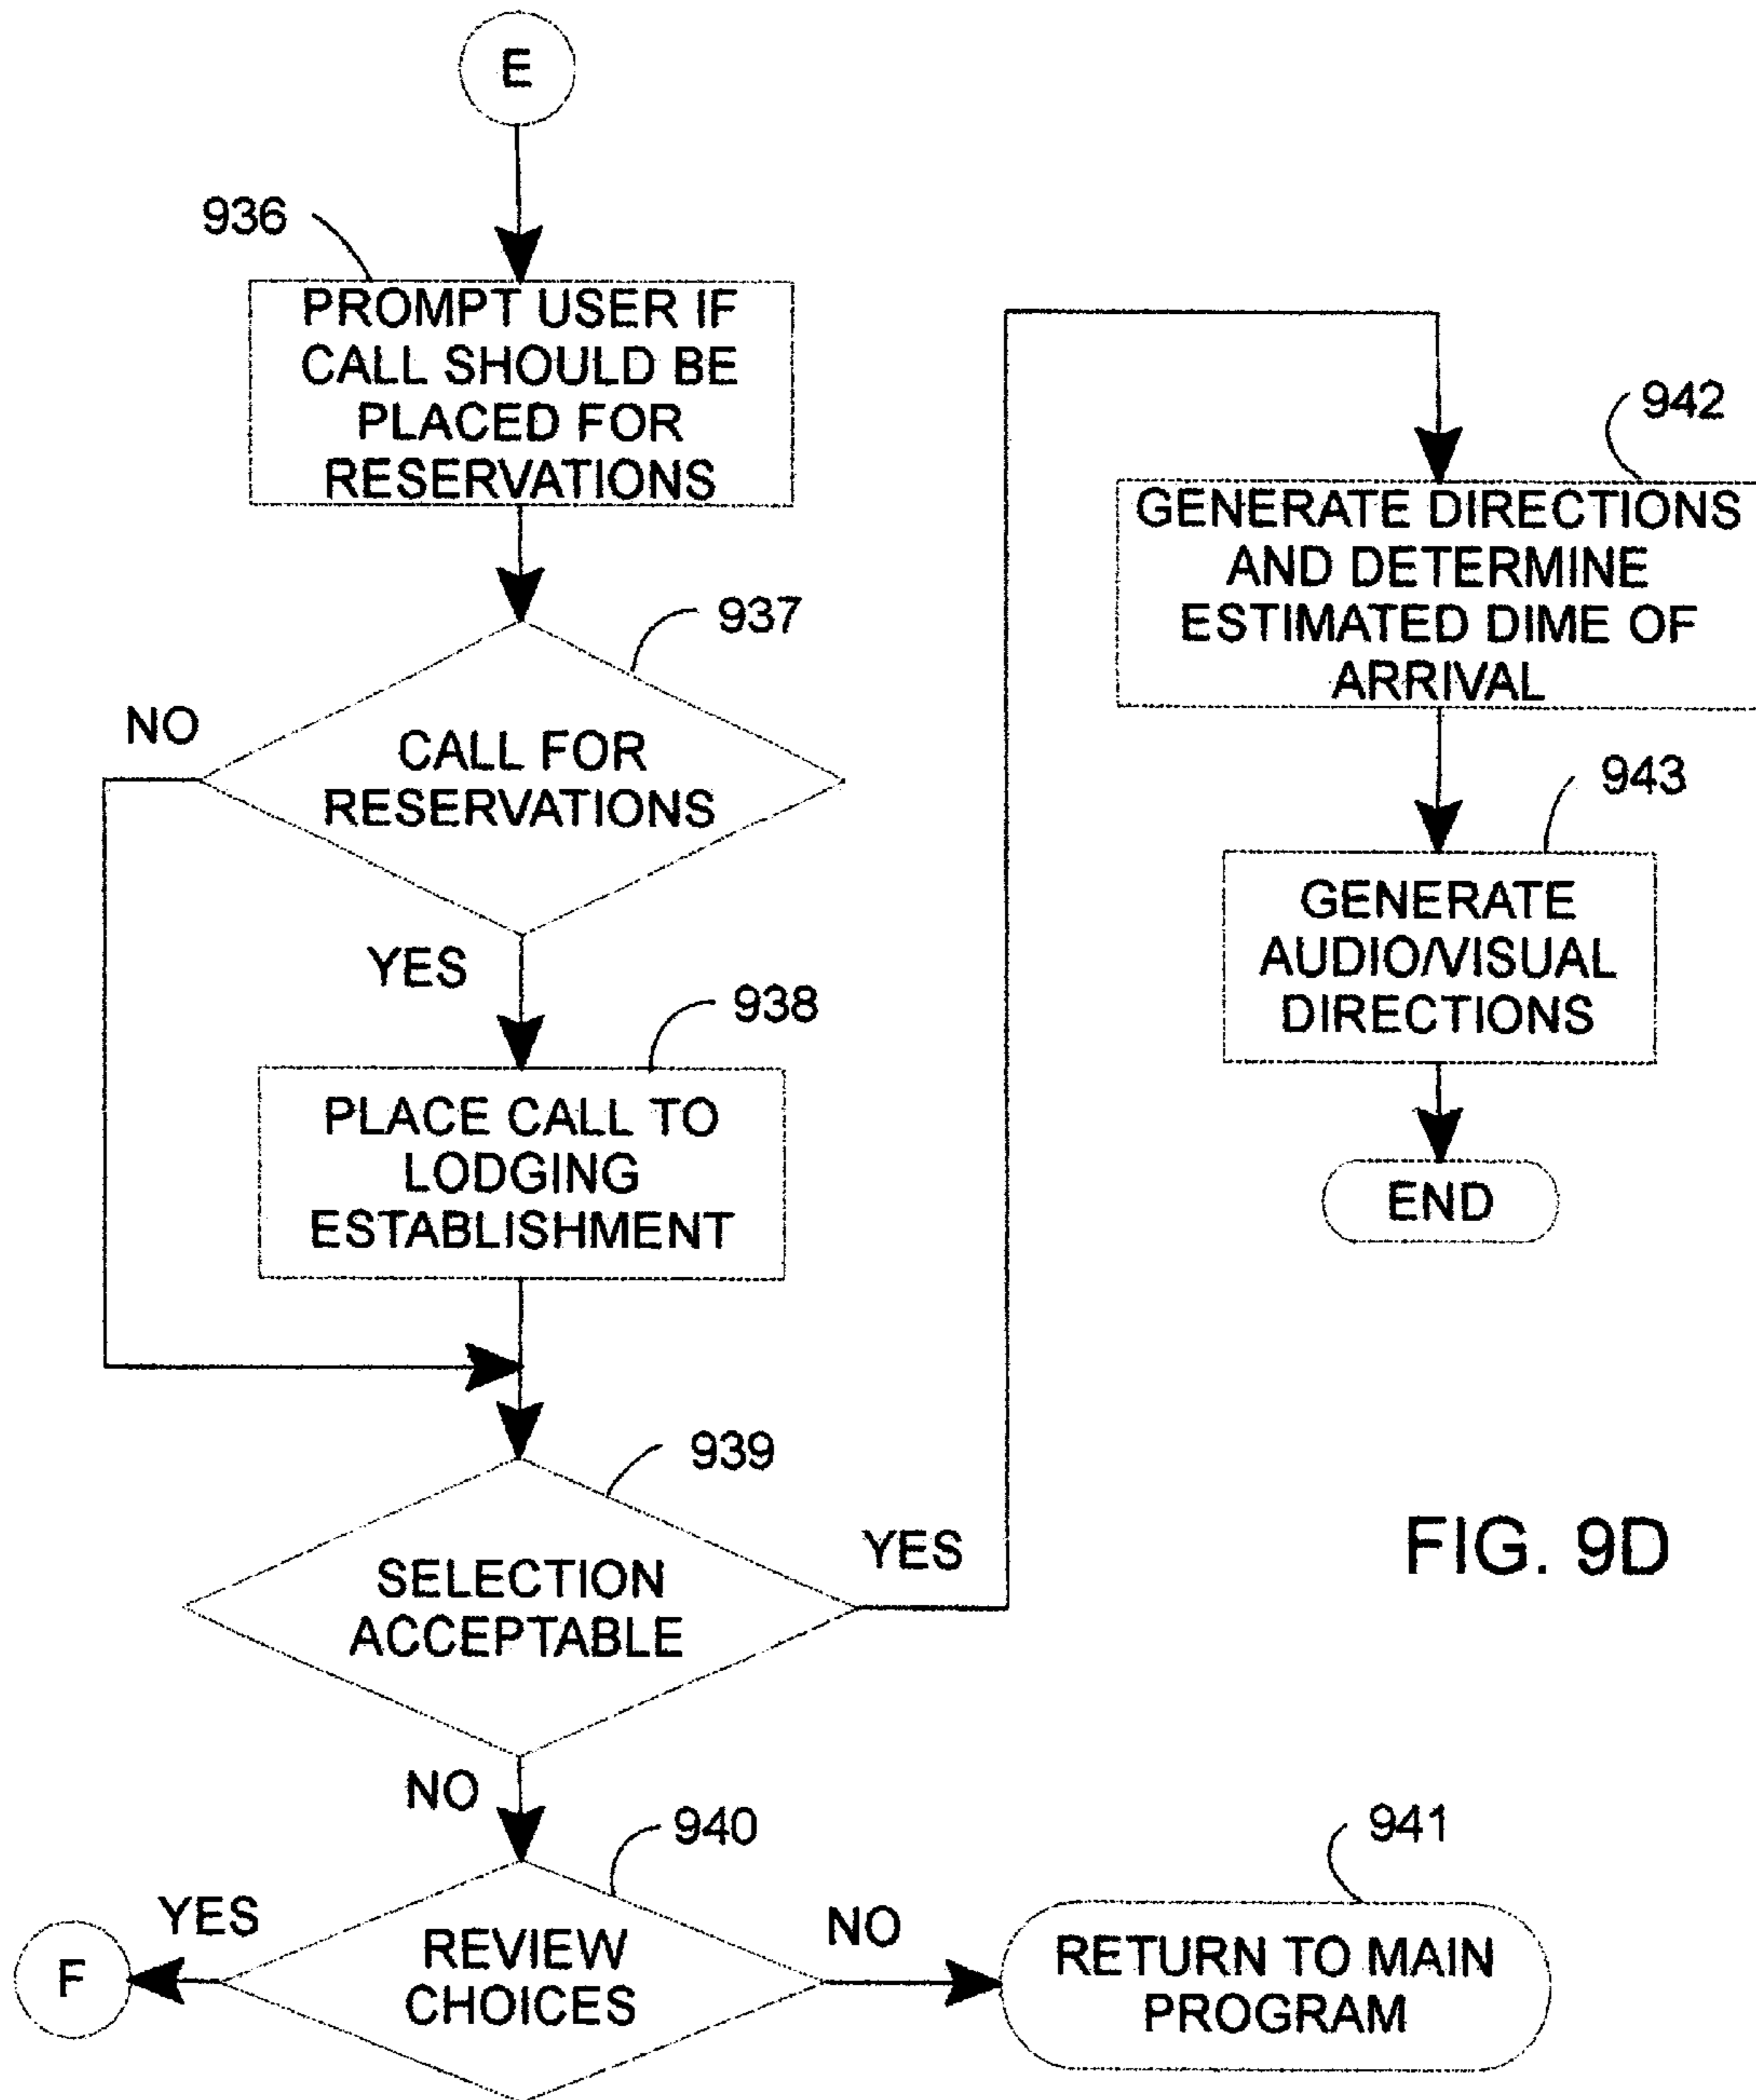 E
936
PROMPT USER IF
CALL SHOULD BE
PLACED FOR
RESERVATIONS
937
NO
CALL FOR
RESERVATIONS
YES
938
PLACE CALL TO
LODGING
ESTABLISHMENT
939
YES
SELECTION
ACCEPTABLE
NO
940
YES
REVIEW
CHOICES
NO
F
941
RETURN TO MAIN
PROGRAM
942
GENERATE DIRECTIONS
AND DETERMINE
ESTIMATED DIME OF
ARRIVAL
943
GENERATE
AUDIO/VISUAL
DIRECTIONS
END
FIG. 9D